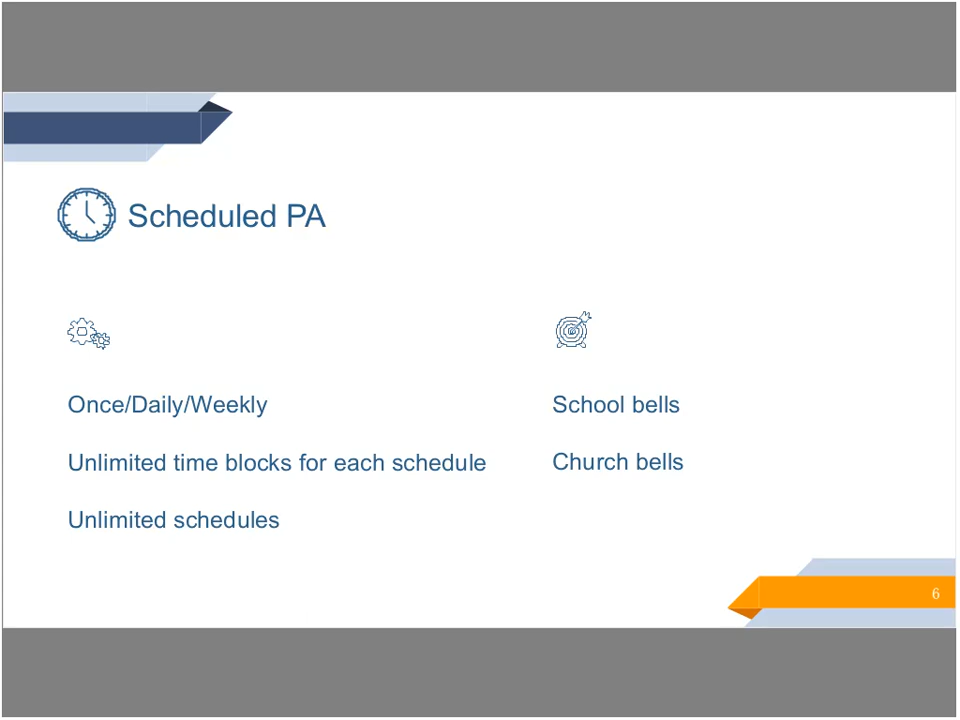 Scheduled PA
Once/Daily/Weekly
Unlimited time blocks for each schedule
Unlimited schedules
School bells
Church bells
6